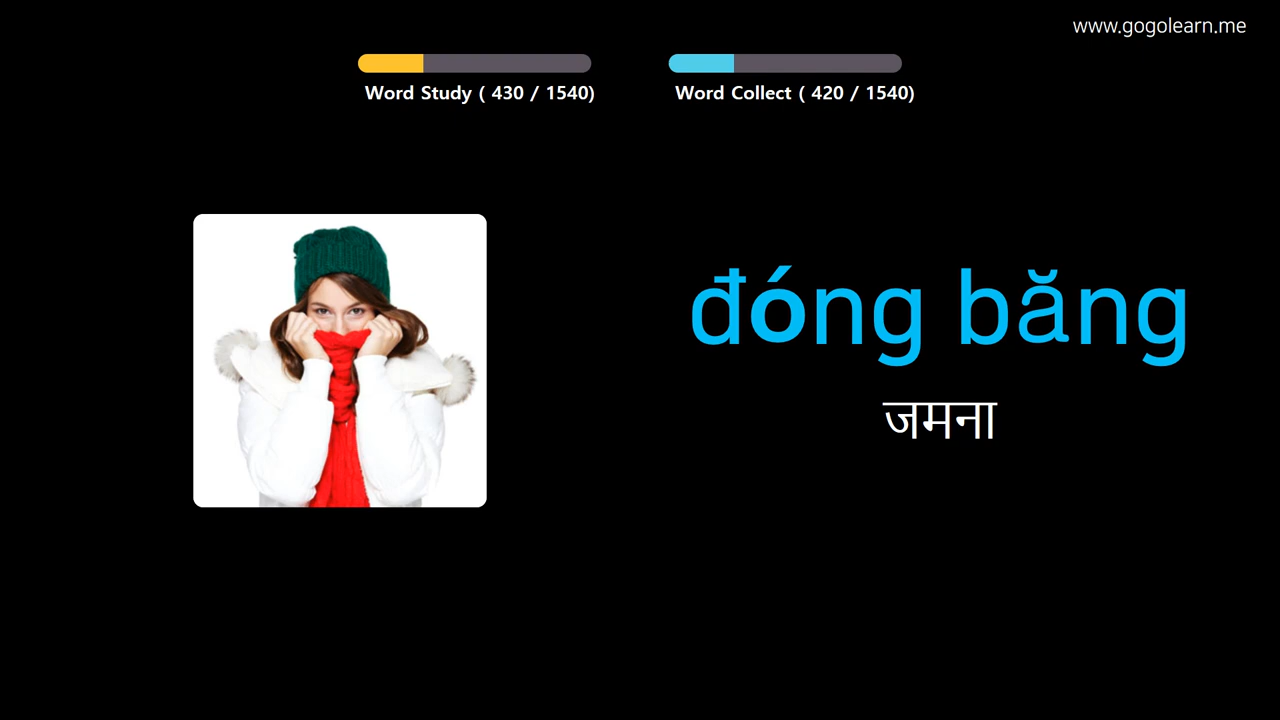 www.gogolearn.me
Word Study ( 430 / 1540)
Word Collect ( 420 / 1540)
đóng băng
जमना